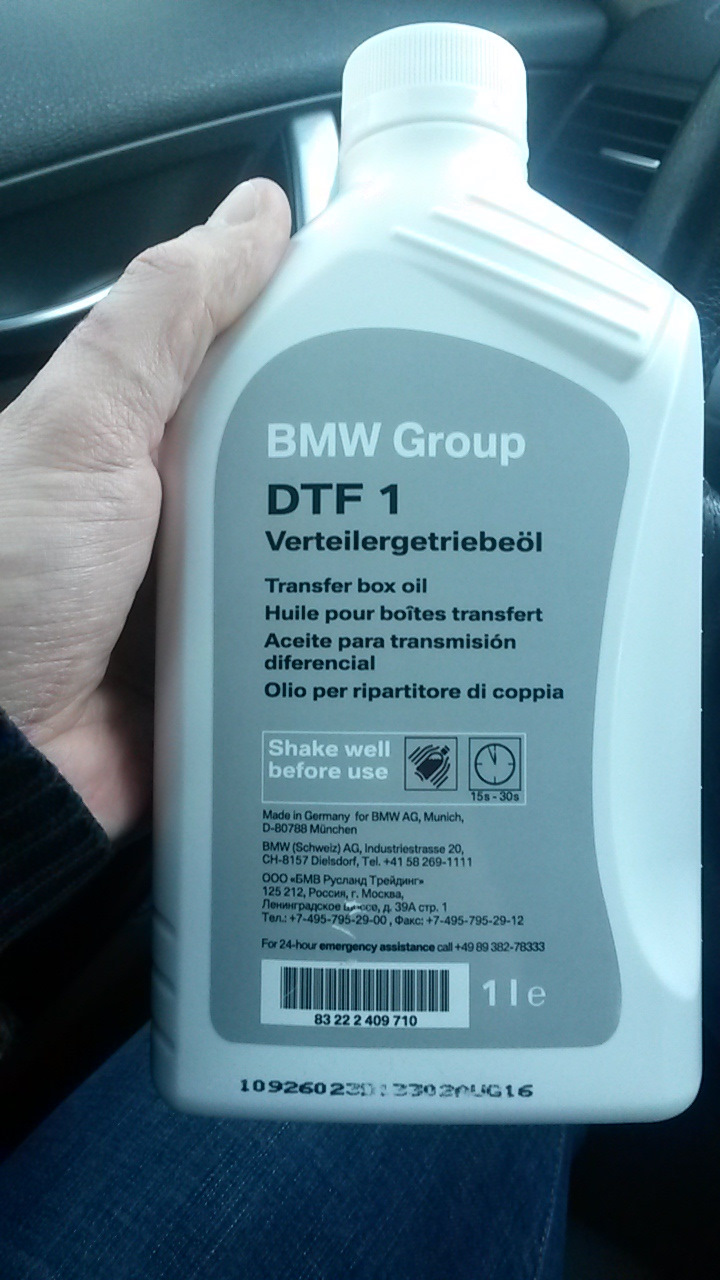 BMW Group
DTF 1
Verteilergetriebeöl
Transfer box oil
Huile pour boîtes transfert
Aceite para transmisión
diferencial
Olio per ripartitore di coppia
Shake well
before use
15s - 30s
Made in Germany for BMW AG, Munich,
D-80788 München
BMW (Schweiz) AG, Industriestrasse 20,
CH-8157 Dielsdorf, Tel. +41 58 269-1111
ООО «БМВ Русланд Трейдинг»
125 212, Россия, г. Москва,
Ленинградское шоссе, д. 39А стр. 1
Тел.: +7-495-795-29-00 , Факс: +7-495-795-29-12
For 24-hour emergency assistance call +49 89 382-78333
83 22 2 409 710
1 l e